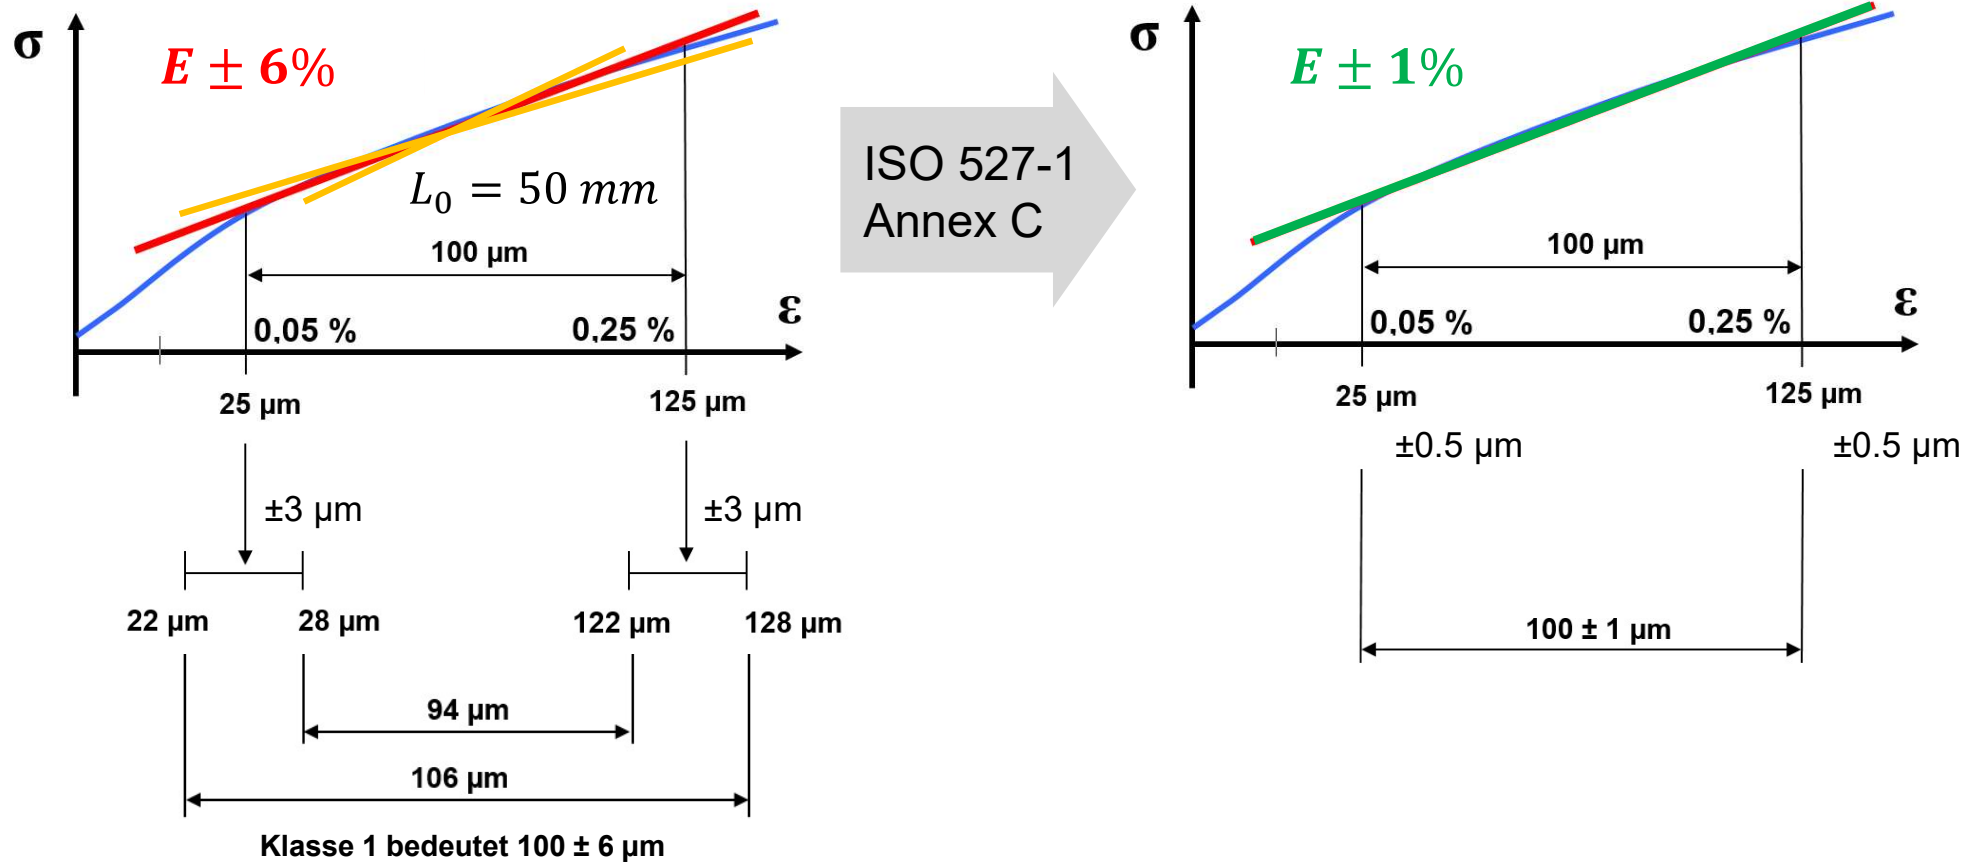 σ
E ± 6%
L₀ = 50 mm
100 µm
ε
0,05 %
0,25 %
25 µm
125 µm
±3 µm
±3 µm
22 µm
28 µm
122 µm
128 µm
94 µm
106 µm
Klasse 1 bedeutet 100 ± 6 µm
ISO 527-1
Annex C
σ
E ± 1%
100 µm
ε
0,05 %
0,25 %
25 µm
125 µm
±0.5 µm
±0.5 µm
100 ± 1 µm